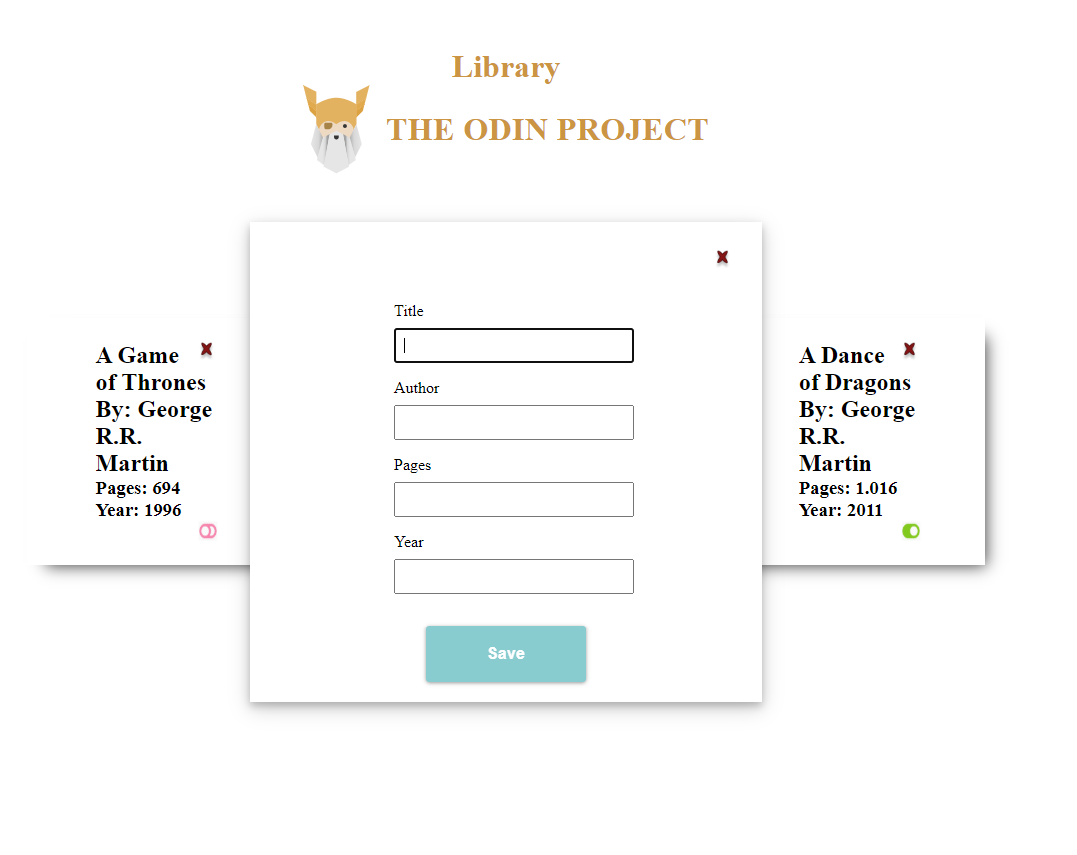 Library
THE ODIN PROJECT
A Game
of Thrones
By: George
R.R.
Martin
Pages: 694
Year: 1996
Title
Author
Pages
Year
Save
A Dance
of Dragons
By: George
R.R.
Martin
Pages: 1.016
Year: 2011